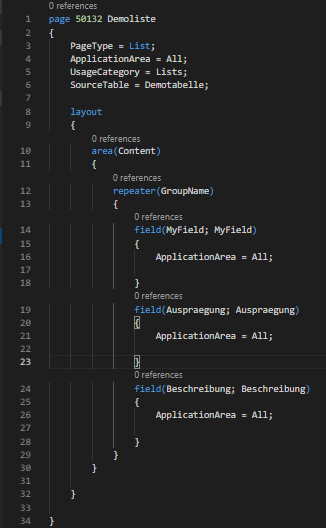 0 references
1 page 50132 Demoliste
2 {
3 PageType = List;
4 ApplicationArea = All;
5 UsageCategory = Lists;
6 SourceTable = Demotabelle;
7
8 layout
9 {
0 references
10 area(Content)
11 {
0 references
12 repeater(GroupName)
13 {
0 references
14 field(MyField; MyField)
15 {
16 ApplicationArea = All;
17
18 }
0 references
19 field(Auspraegung; Auspraegung)
20 {
21 ApplicationArea = All;
22
23 }
0 references
24 field(Beschreibung; Beschreibung)
25 {
26 ApplicationArea = All;
27
28 }
29 }
30 }
31
32 }
33
34 }